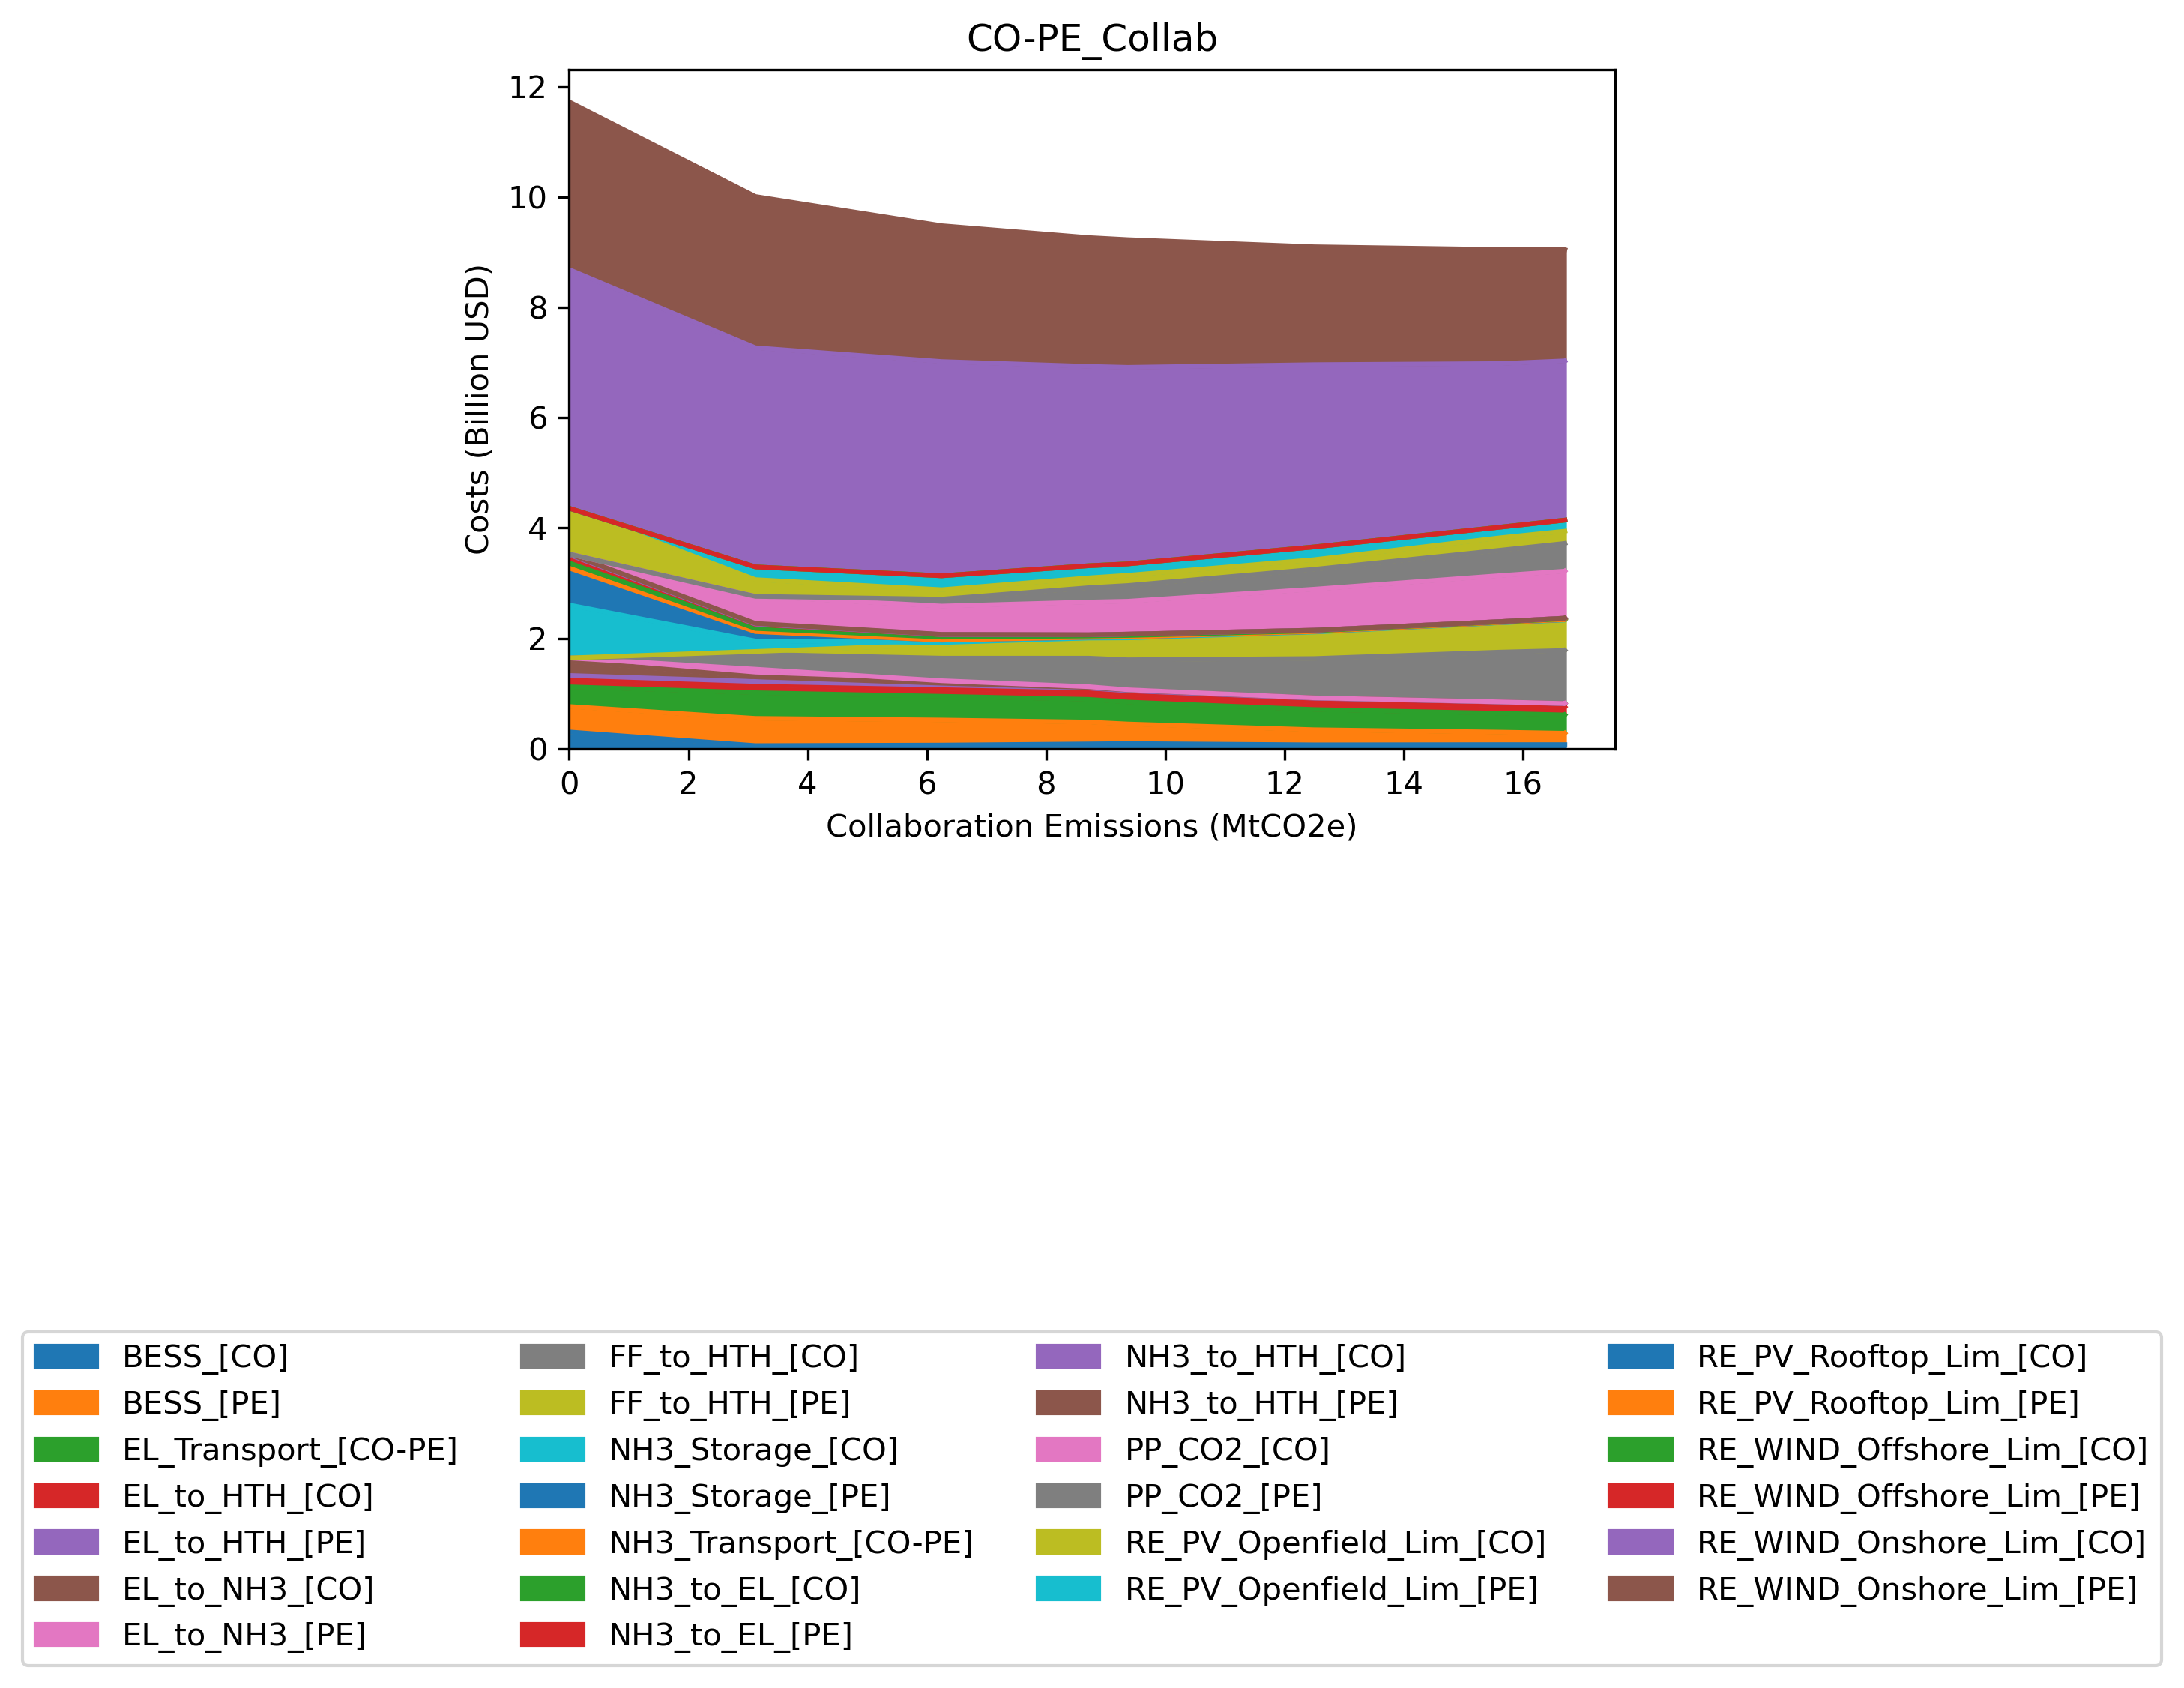 CO-PE_Collab
12
10
8
6
4
2
0
Costs (Billion USD)
0 2 4 6 8 10 12 14 16
Collaboration Emissions (MtCO2e)
BESS_[CO]
BESS_[PE]
EL_Transport_[CO-PE]
EL_to_HTH_[CO]
EL_to_HTH_[PE]
EL_to_NH3_[CO]
EL_to_NH3_[PE]
FF_to_HTH_[CO]
FF_to_HTH_[PE]
NH3_Storage_[CO]
NH3_Storage_[PE]
NH3_Transport_[CO-PE]
NH3_to_EL_[CO]
NH3_to_EL_[PE]
NH3_to_HTH_[CO]
NH3_to_HTH_[PE]
PP_CO2_[CO]
PP_CO2_[PE]
RE_PV_Openfield_Lim_[CO]
RE_PV_Openfield_Lim_[PE]
RE_PV_Rooftop_Lim_[CO]
RE_PV_Rooftop_Lim_[PE]
RE_WIND_Offshore_Lim_[CO]
RE_WIND_Offshore_Lim_[PE]
RE_WIND_Onshore_Lim_[CO]
RE_WIND_Onshore_Lim_[PE]